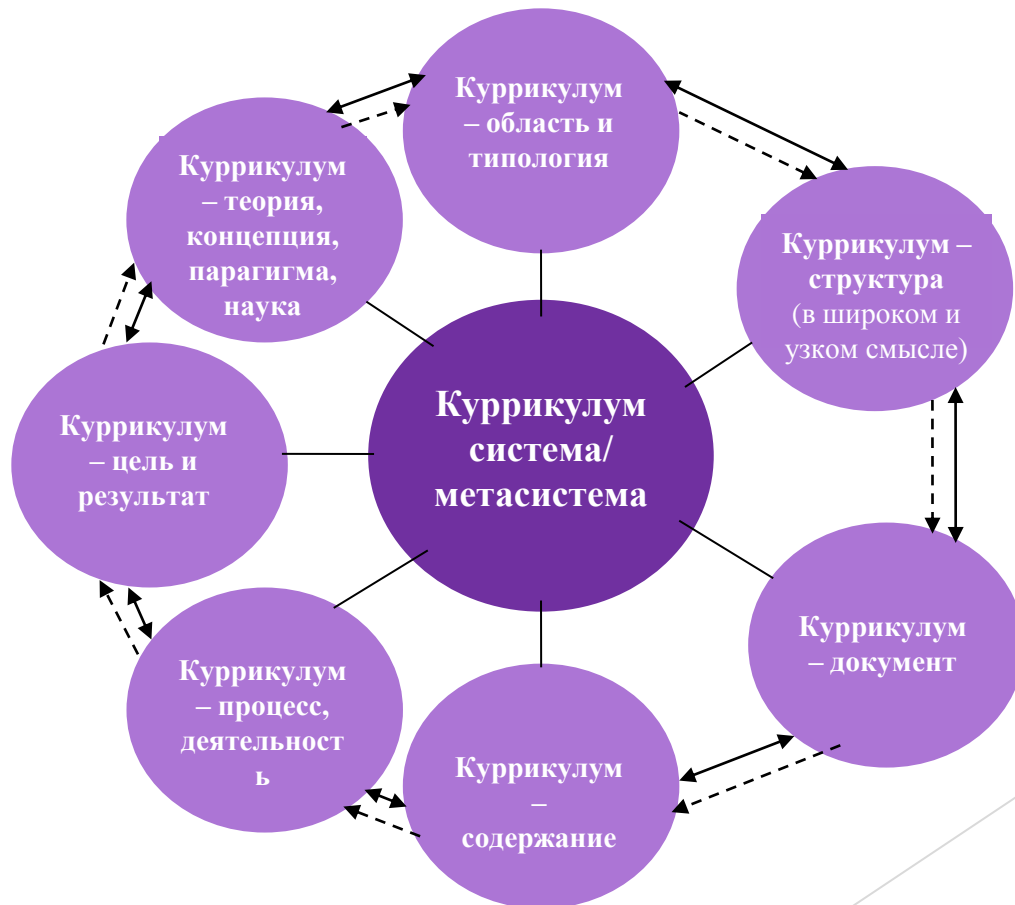 Куррикулум
– область и
типология
Куррикулум
– теория,
концепция,
парагигма,
наука
Куррикулум –
структура
(в широком и
узком смысле)
Куррикулум
система/
метасистема
Куррикулум
– цель и
результат
Куррикулум
– документ
Куррикулум
– процесс,
деятельност
ь
Куррикулум
–
содержание